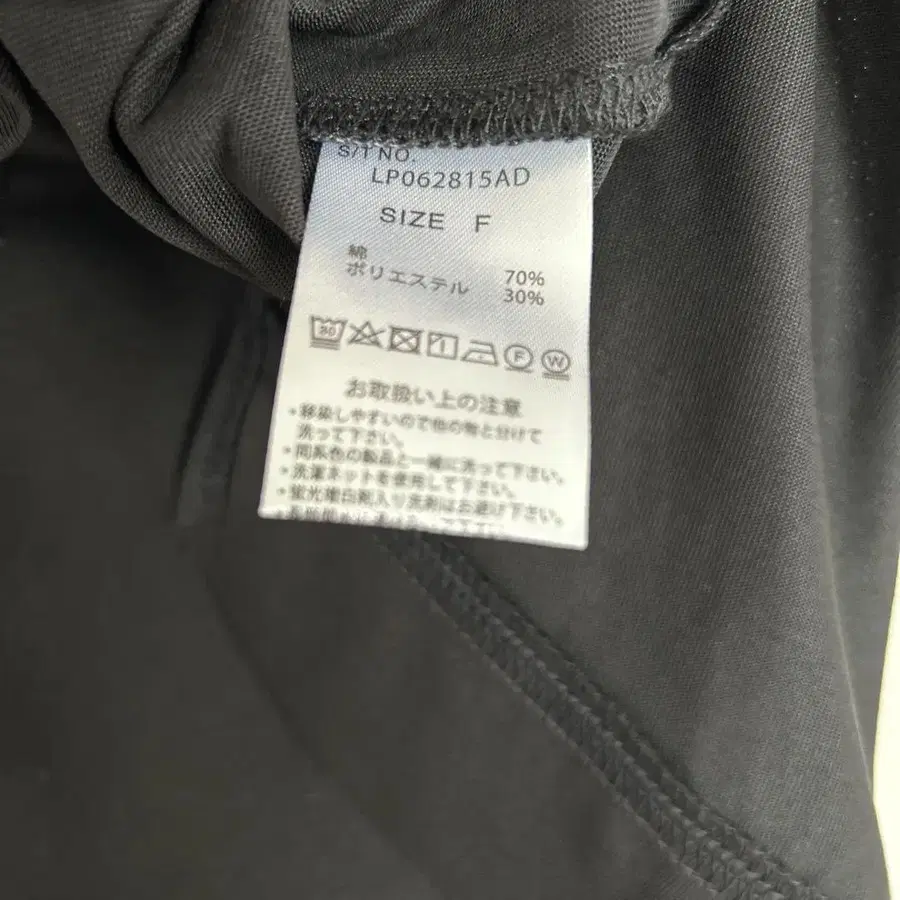 S/T NO.
LP062815AD
SIZE F
綿 70%
ポリエステル 30%
30
F
W
お取扱い上の注意
・移染しやすいので他の物と分けて
洗って下さい。
・同系色の製品と一緒に洗って下さい。
・洗濯ネットを使用して下さい。
・蛍光増白剤入り洗剤はお避け下さい。